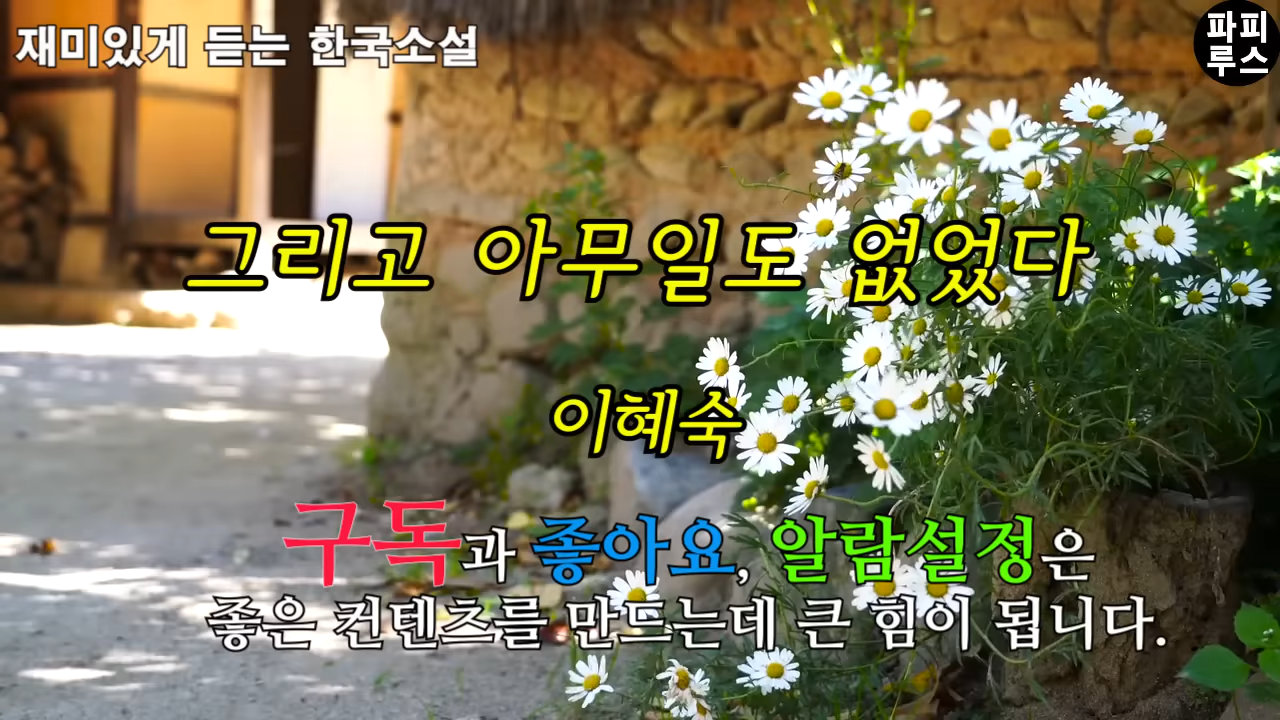 재미있게 듣는 한국소설
파피
루스
그리고 아무일도 없었다
이혜숙
구독과 좋아요, 알람설정은
좋은 컨텐츠를 만드는데 큰 힘이 됩니다.